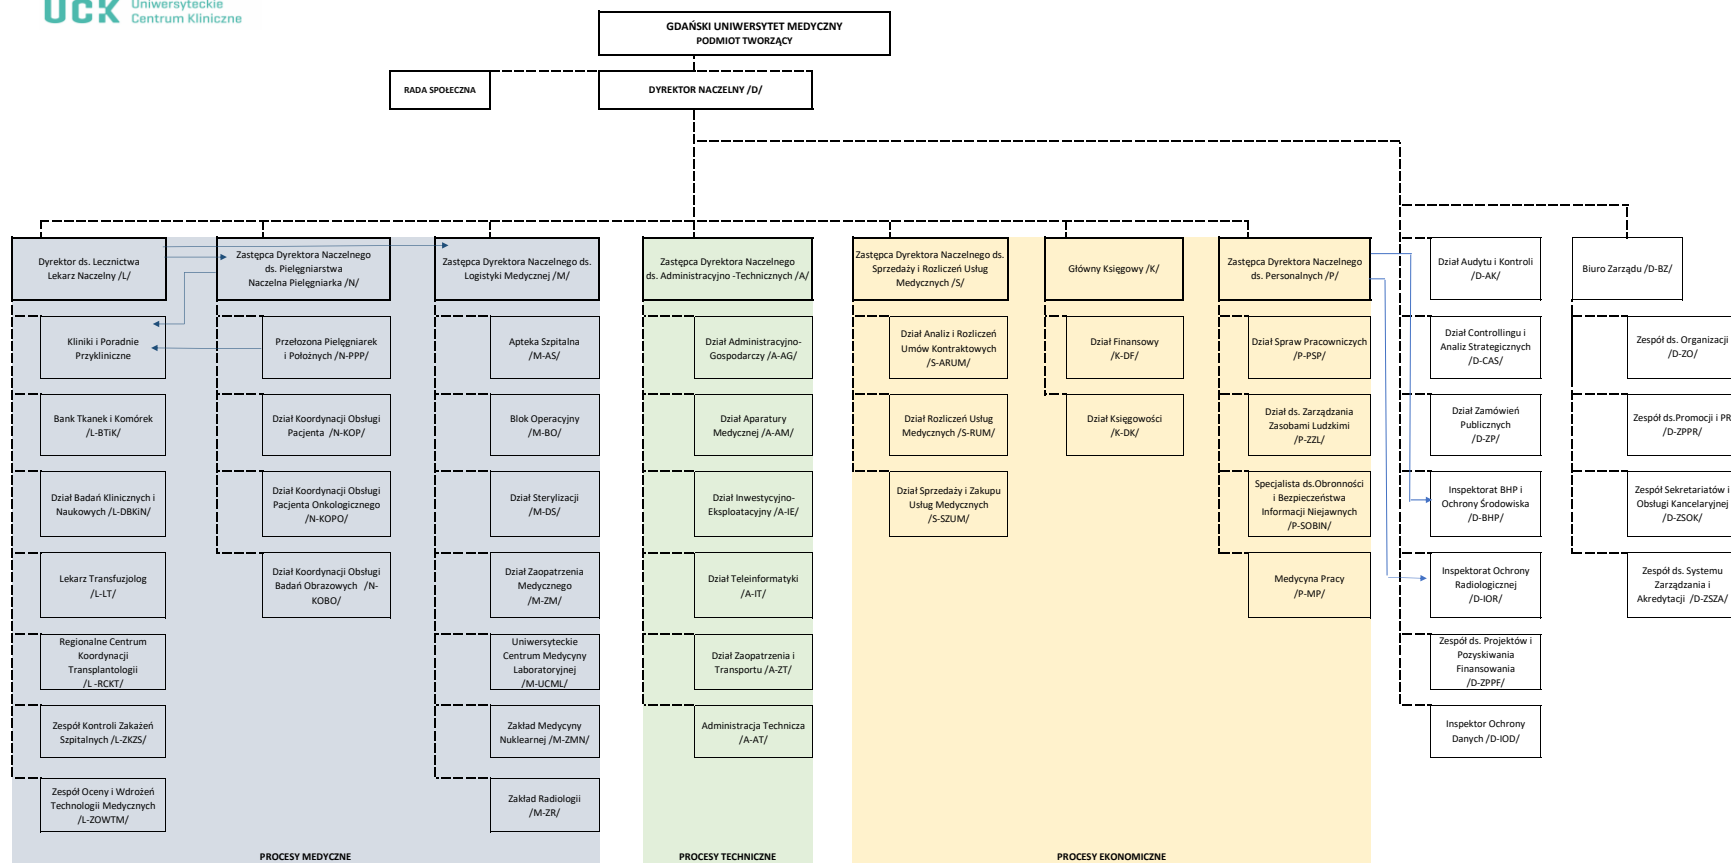 UCK
Uniwersyteckie
Centrum Kliniczne
GDAŃSKI UNIWERSYTET MEDYCZNY
PODMIOT TWORZĄCY
RADA SPOŁECZNA
DYREKTOR NACZELNY /D/
Dyrektor ds. Lecznictwa
Lekarz Naczelny /L/
Zastępca Dyrektora Naczelnego
ds. Pielęgniarstwa
Naczelna Pielęgniarka /N/
Zastępca Dyrektora Naczelnego ds.
Logistyki Medycznej /M/
Zastępca Dyrektora Naczelnego
ds. Administracyjno -Technicznych /A/
Zastępca Dyrektora Naczelnego ds.
Sprzedaży i Rozliczeń Usług
Medycznych /S/
Główny Księgowy /K/
Zastępca Dyrektora Naczelnego
ds. Personalnych /P/
Dział Audytu i Kontroli
/D-AK/
Biuro Zarządu /D-BZ/
Kliniki i Poradnie
Przykliniczne
Przełożona Pielęgniarek
i Położnych /N-PPP/
Apteka Szpitalna
/M-AS/
Dział Administracyjno-
Gospodarczy /A-AG/
Dział Analiz i Rozliczeń
Umów Kontraktowych
/S-ARUM/
Dział Finansowy
/K-DF/
Dział Spraw Pracowniczych
/P-PSP/
Dział Controllingu i
Analiz Strategicznych
/D-CAS/
Zespół ds. Organizacji
/D-ZO/
Bank Tkanek i Komórek
/L-BTiK/
Dział Koordynacji Obsługi
Pacjenta /N-KOP/
Blok Operacyjny
/M-BO/
Dział Aparatury
Medycznej /A-AM/
Dział Rozliczeń Usług
Medycznych /S-RUM/
Dział Księgowości
/K-DK/
Dział ds. Zarządzania
Zasobami Ludzkimi
/P-ZZL/
Dział Zamówień
Publicznych
/D-ZP/
Zespół ds.Promocji i PR
/D-ZPPR/
Dział Badań Klinicznych i
Naukowych /L-DBKiN/
Dział Koordynacji Obsługi
Pacjenta Onkologicznego
/N-KOPO/
Dział Sterylizacji
/M-DS/
Dział Inwestycyjno-
Eksploatacyjny /A-IE/
Dział Sprzedaży i Zakupu
Usług Medycznych
/S-SZUM/
Specjalista ds.Obronności
i Bezpieczeństwa
Informacji Niejawnych
/P-SOBIN/
Inspektorat BHP i
Ochrony Środowiska
/D-BHP/
Zespół Sekretariatów i
Obsługi Kancelaryjnej
/D-ZSOK/
Lekarz Transfuzjolog
/L-LT/
Dział Koordynacji Obsługi
Badań Obrazowych /N-
KOBO/
Dział Zaopatrzenia
Medycznego
/M-ZM/
Dział Teleinformatyki
/A-IT/
Medycyna Pracy
/P-MP/
Inspektorat Ochrony
Radiologicznej
/D-IOR/
Zespół ds. Systemu
Zarządzania i
Akredytacji /D-ZSZA/
Regionalne Centrum
Koordynacji
Transplantologii
/L -RCKT/
Uniwersyteckie
Centrum Medycyny
Laboratoryjnej
/M-UCML/
Dział Zaopatrzenia i
Transportu /A-ZT/
Zespół ds. Projektów i
Pozyskiwania
Finansowania
/D-ZPPF/
Zespół Kontroli Zakażeń
Szpitalnych /L-ZKZS/
Zakład Medycyny
Nuklearnej /M-ZMN/
Administracja Technicza
/A-AT/
Inspektor Ochrony
Danych /D-IOD/
Zespół Oceny i Wdrożeń
Technologii Medycznych
/L-ZOWTM/
Zakład Radiologii
/M-ZR/
PROCESY MEDYCZNE
PROCESY TECHNICZNE
PROCESY EKONOMICZNE